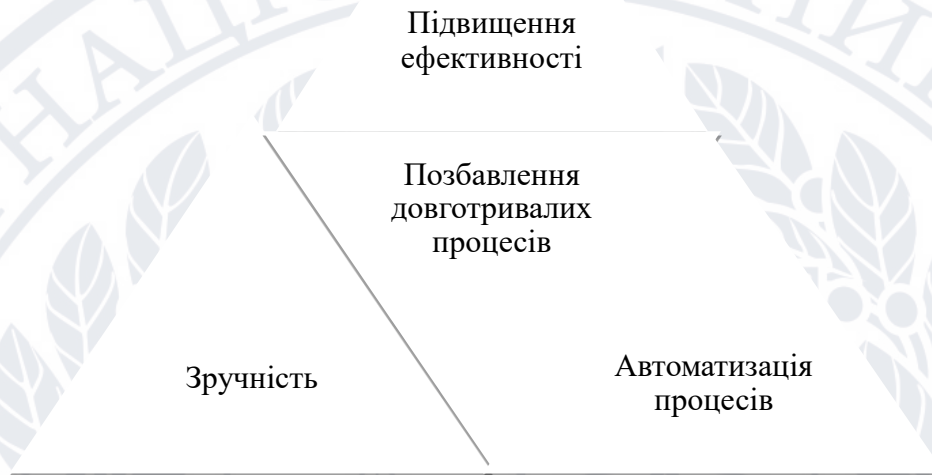 Підвищення
ефективності
Позбавлення
довготривалих
процесів
Зручність
Автоматизація
процесів